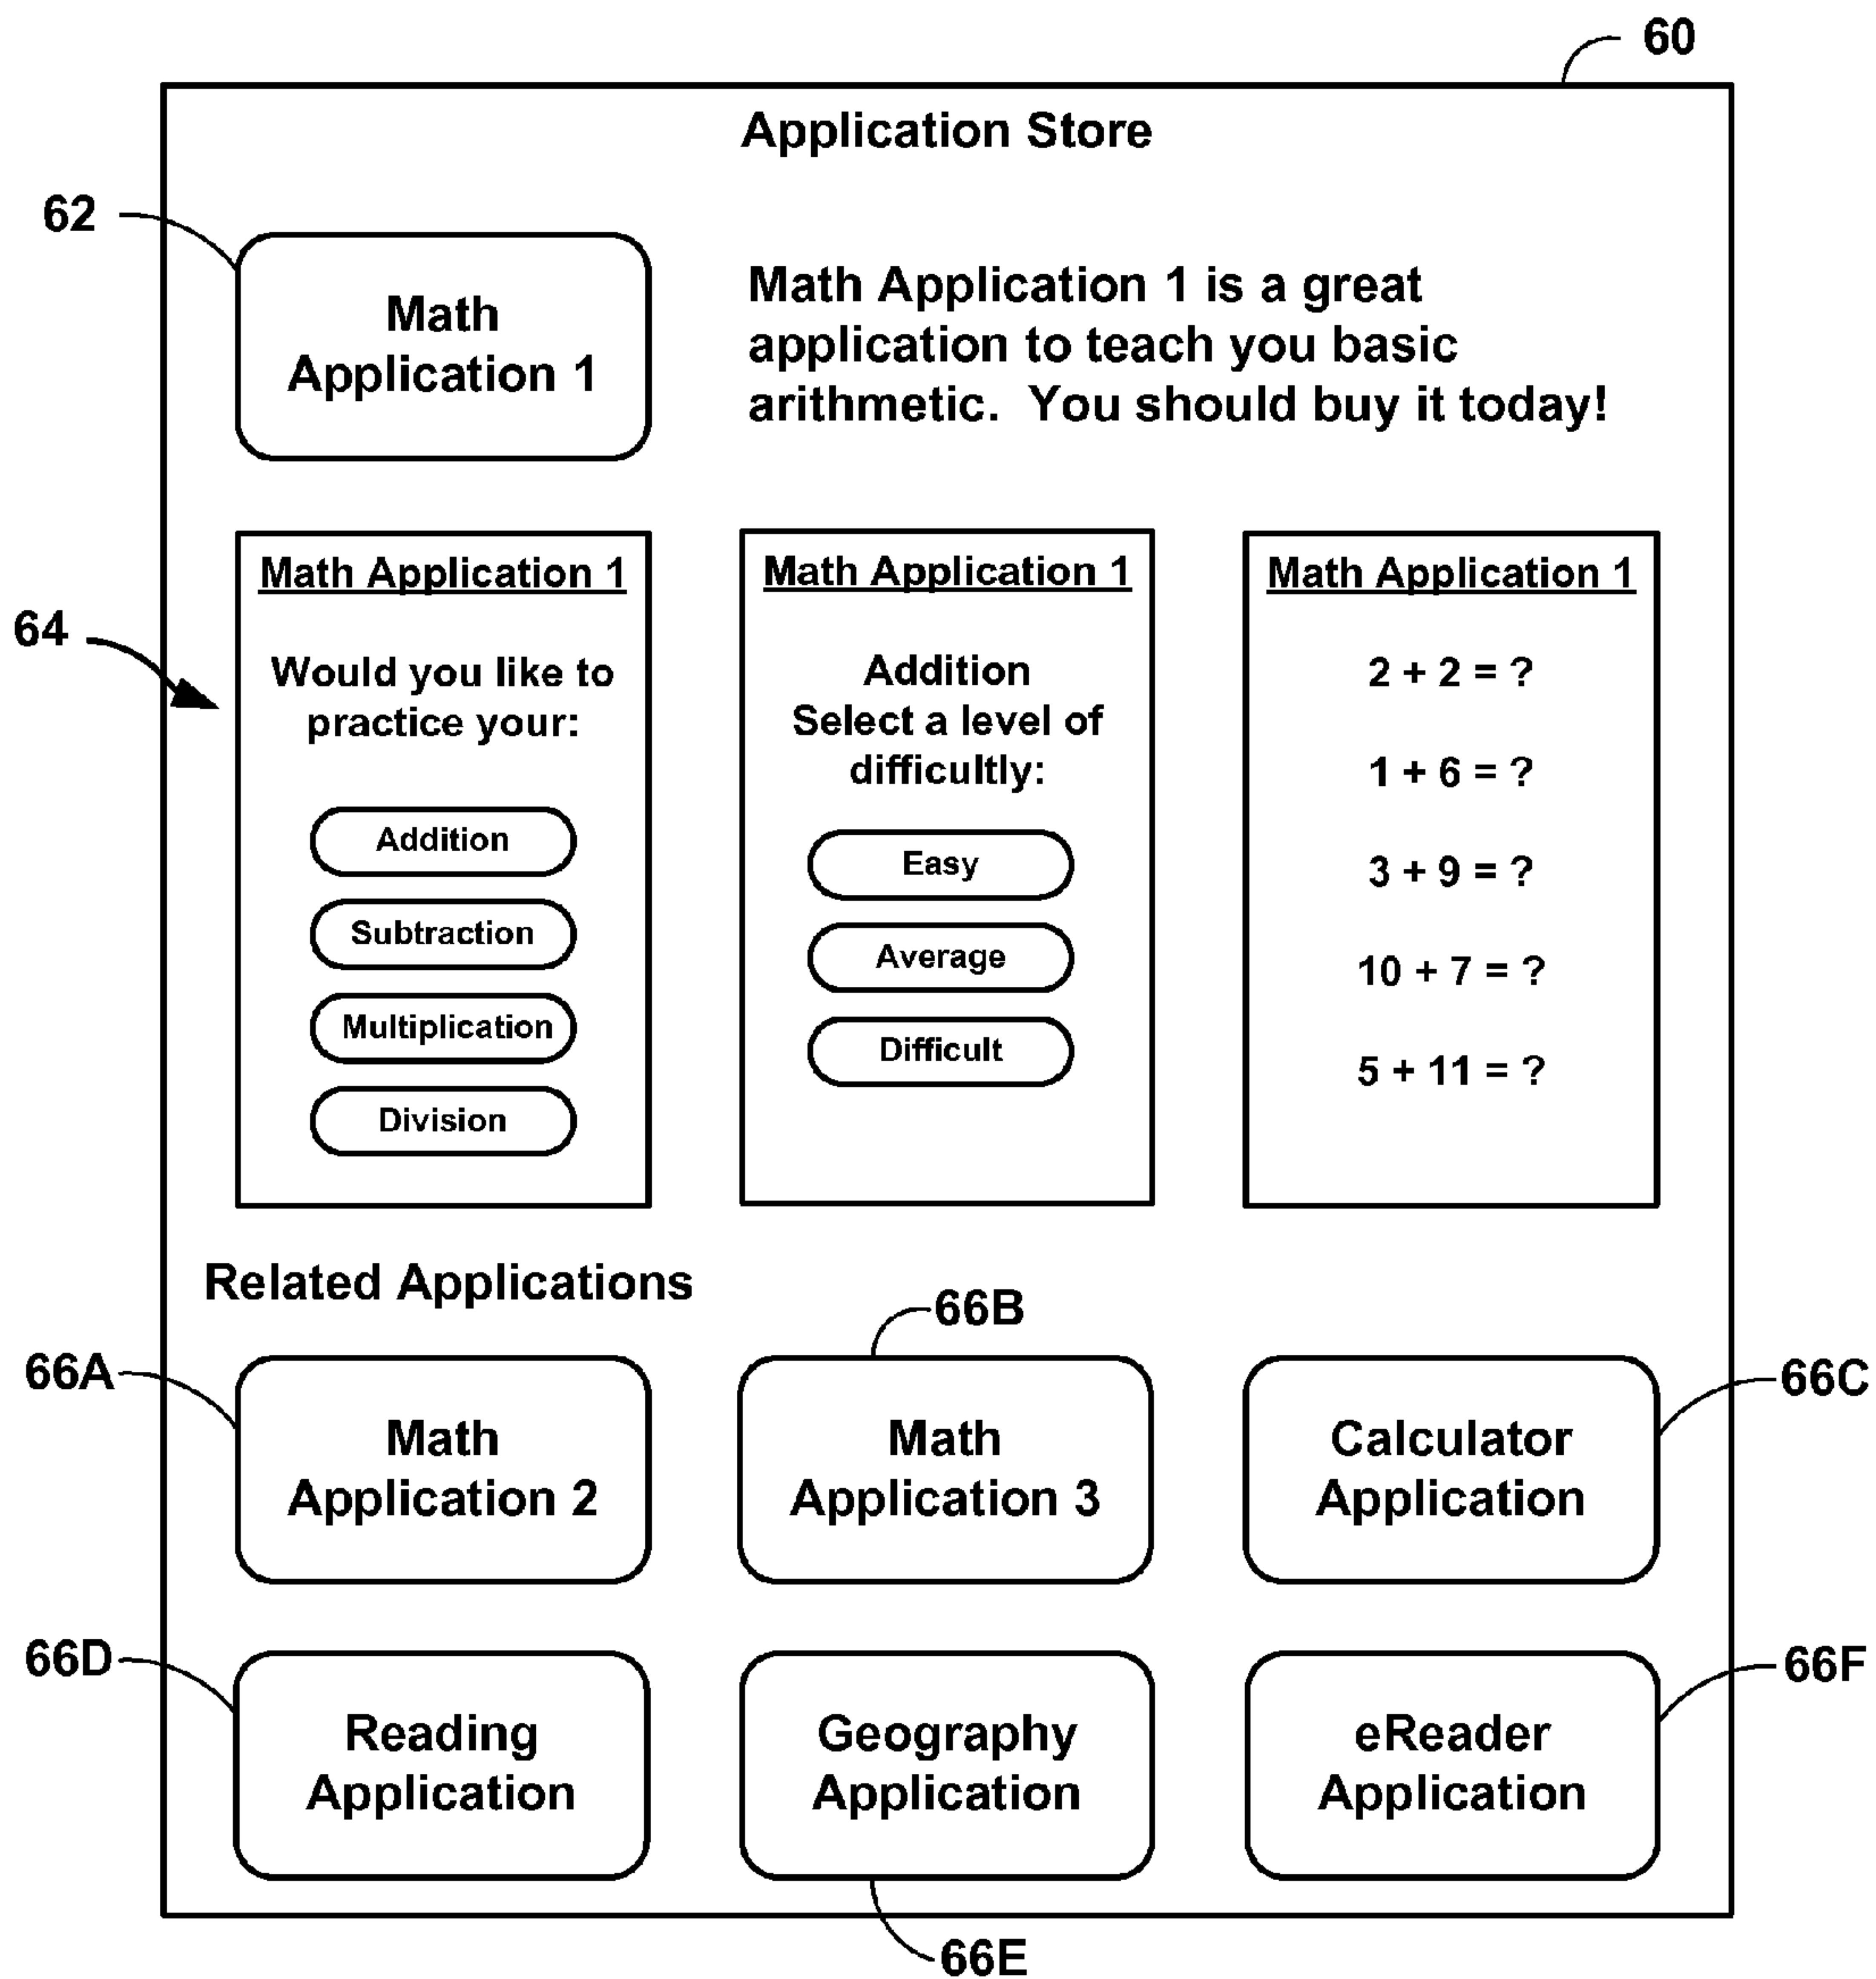 60
Application Store
62
Math
Application 1
Math Application 1 is a great
application to teach you basic
arithmetic.  You should buy it today!
64
Math Application 1
Would you like to
practice your:
Addition
Subtraction
Multiplication
Division
Math Application 1
Addition
Select a level of
difficultly:
Easy
Average
Difficult
Math Application 1
2 + 2 = ?
1 + 6 = ?
3 + 9 = ?
10 + 7 = ?
5 + 11 = ?
Related Applications
66A
Math
Application 2
66B
Math
Application 3
66C
Calculator
Application
66D
Reading
Application
66E
Geography
Application
66F
eReader
Application